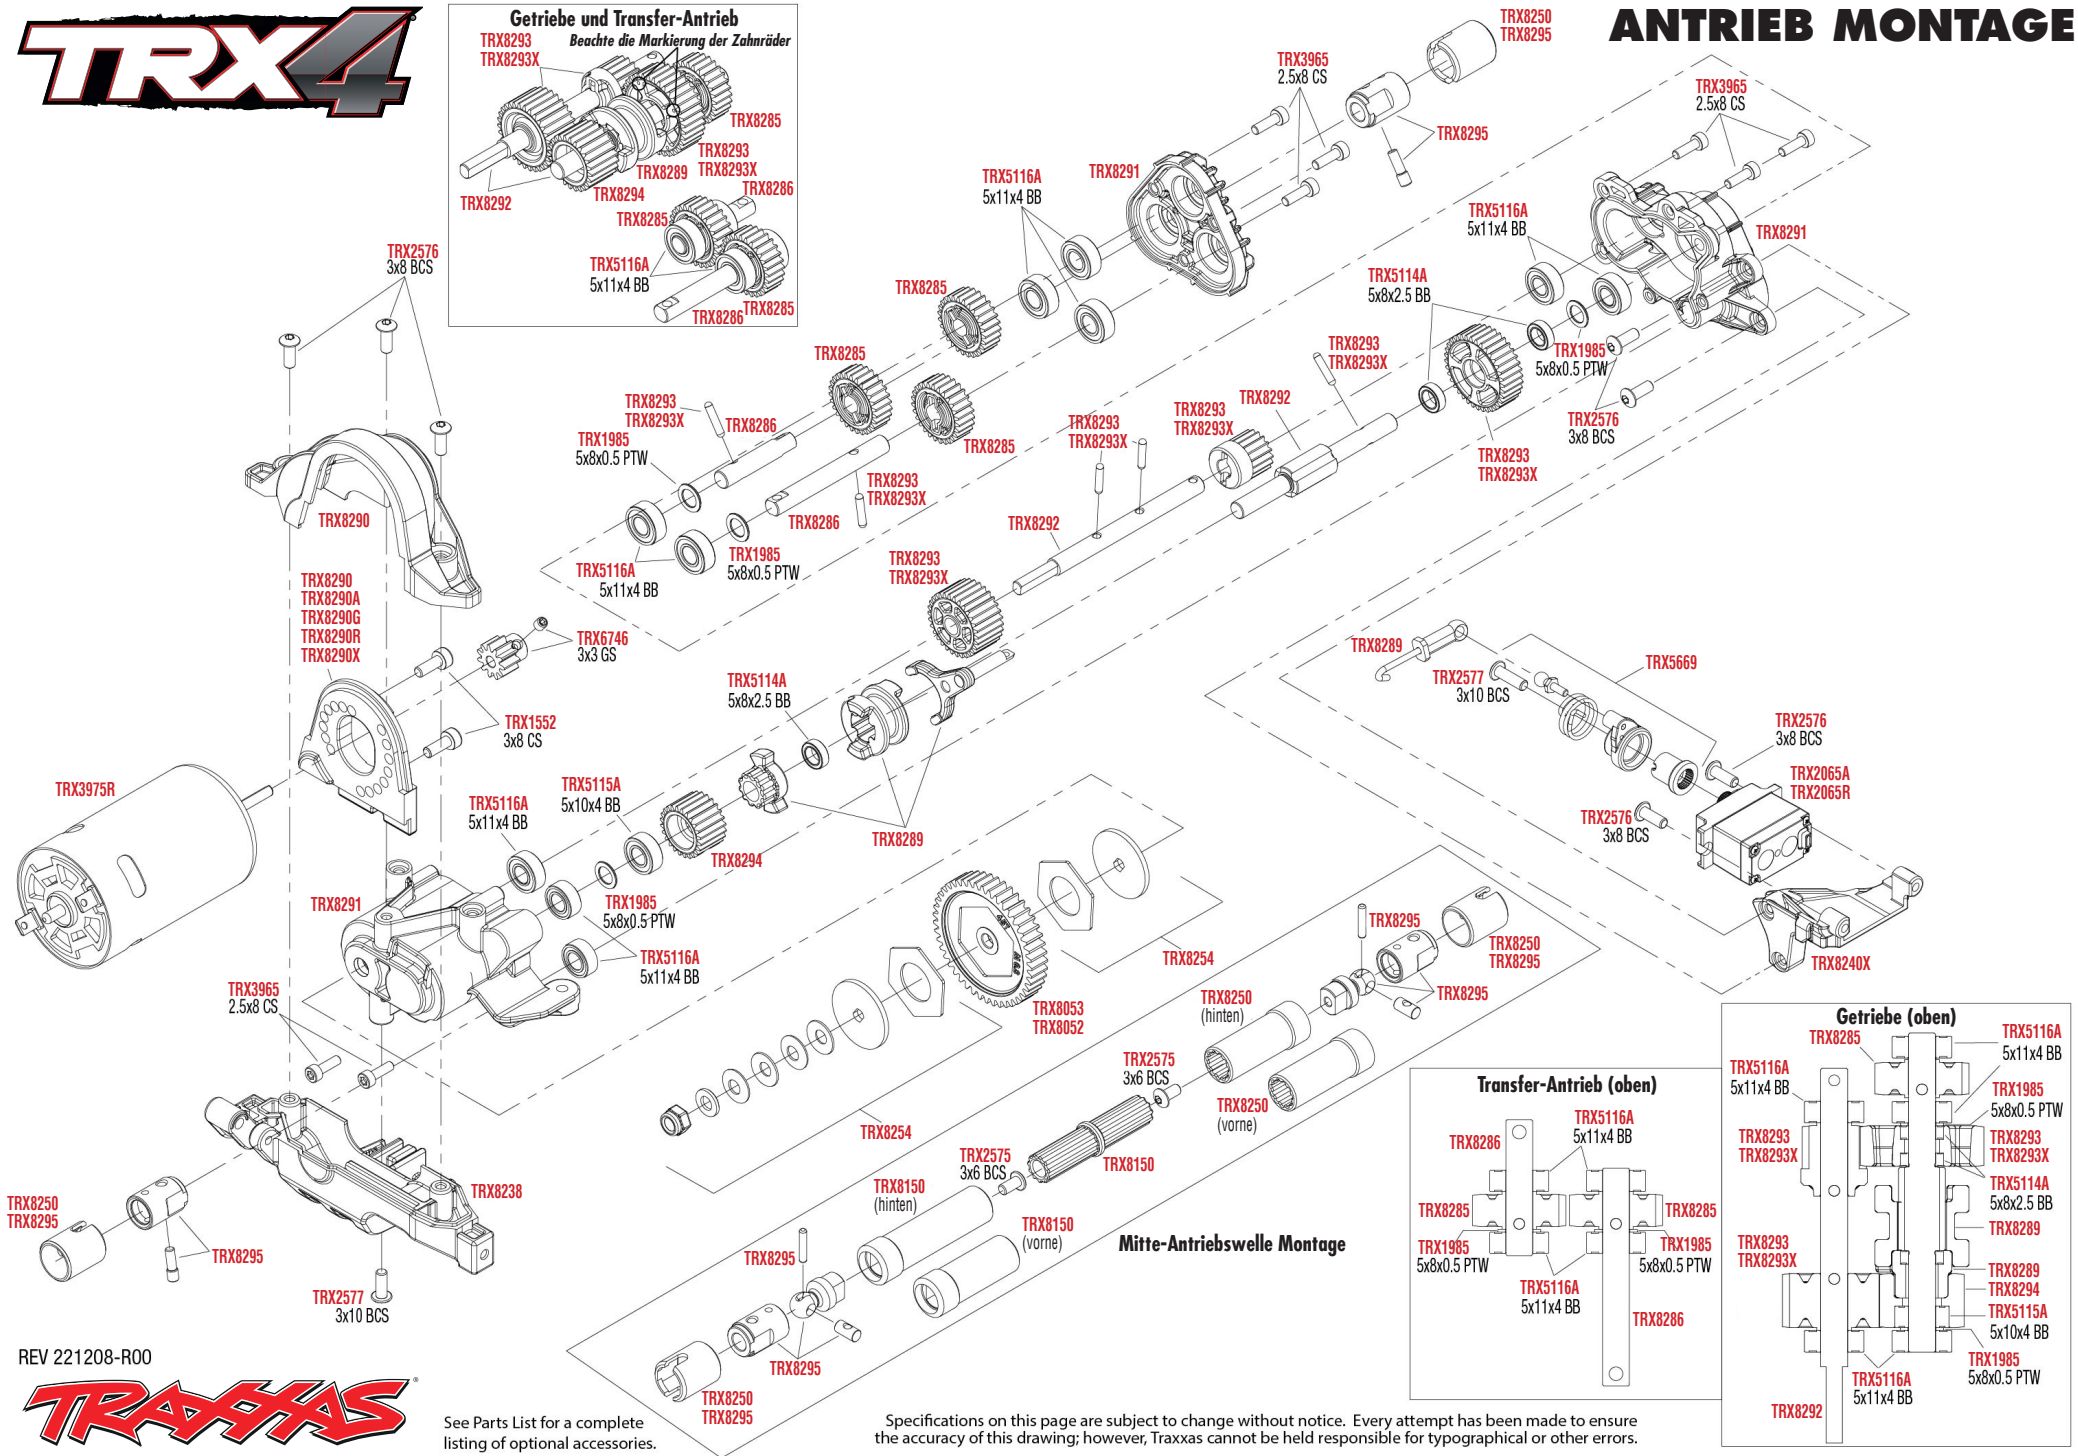 TRX4
ANTRIEB MONTAGE
Getriebe und Transfer-Antrieb
Beachte die Markierung der Zahnräder
TRX8293
TRX8293X
TRX8285
TRX8293
TRX8293X
TRX8289
TRX8294
TRX8292
TRX8286
TRX8285
TRX5116A
5x11x4 BB
TRX8285
TRX8286
TRX8250
TRX8295
TRX3965
2.5x8 CS
TRX8295
TRX8291
TRX5116A
5x11x4 BB
TRX3965
2.5x8 CS
TRX5116A
5x11x4 BB
TRX8291
TRX5114A
5x8x2.5 BB
TRX1985
5x8x0.5 PTW
TRX2576
3x8 BCS
TRX2576
3x8 BCS
TRX8285
TRX8285
TRX8285
TRX8293
TRX8293X
TRX8286
TRX1985
5x8x0.5 PTW
TRX8293
TRX8293X
TRX8286
TRX1985
5x8x0.5 PTW
TRX5116A
5x11x4 BB
TRX8293
TRX8293X
TRX8292
TRX8293
TRX8293X
TRX8293
TRX8293X
TRX8293
TRX8293X
TRX8292
TRX8293
TRX8293X
TRX8290
TRX8290
TRX8290A
TRX8290G
TRX8290R
TRX8290X
TRX6746
3x3 GS
TRX1552
3x8 CS
TRX3975R
TRX5114A
5x8x2.5 BB
TRX5115A
5x10x4 BB
TRX5116A
5x11x4 BB
TRX8294
TRX8289
TRX8291
TRX1985
5x8x0.5 PTW
TRX5116A
5x11x4 BB
TRX3965
2.5x8 CS
TRX8289
TRX2577
3x10 BCS
TRX5669
TRX2576
3x8 BCS
TRX2065A
TRX2065R
TRX2576
3x8 BCS
TRX8240X
TRX8254
TRX8053
TRX8052
TRX8254
TRX8295
TRX8250
TRX8295
TRX8295
TRX8250
(hinten)
TRX2575
3x6 BCS
TRX8250
(vorne)
TRX8150
TRX2575
3x6 BCS
TRX8150
(hinten)
TRX8150
(vorne)
Mitte-Antriebswelle Montage
TRX8295
TRX8295
TRX8250
TRX8295
TRX8238
TRX8250
TRX8295
TRX8295
TRX2577
3x10 BCS
Transfer-Antrieb (oben)
TRX5116A
5x11x4 BB
TRX8286
TRX8285
TRX8285
TRX1985
5x8x0.5 PTW
TRX1985
5x8x0.5 PTW
TRX5116A
5x11x4 BB
TRX8286
Getriebe (oben)
TRX8285
TRX5116A
5x11x4 BB
TRX5116A
5x11x4 BB
TRX1985
5x8x0.5 PTW
TRX8293
TRX8293X
TRX8293
TRX8293X
TRX5114A
5x8x2.5 BB
TRX8289
TRX8293
TRX8293X
TRX8289
TRX8294
TRX5115A
5x10x4 BB
TRX1985
5x8x0.5 PTW
TRX5116A
5x11x4 BB
TRX8292
REV 221208-R00
TRAXXAS
See Parts List for a complete
listing of optional accessories.
Specifications on this page are subject to change without notice. Every attempt has been made to ensure
the accuracy of this drawing; however, Traxxas cannot be held responsible for typographical or other errors.